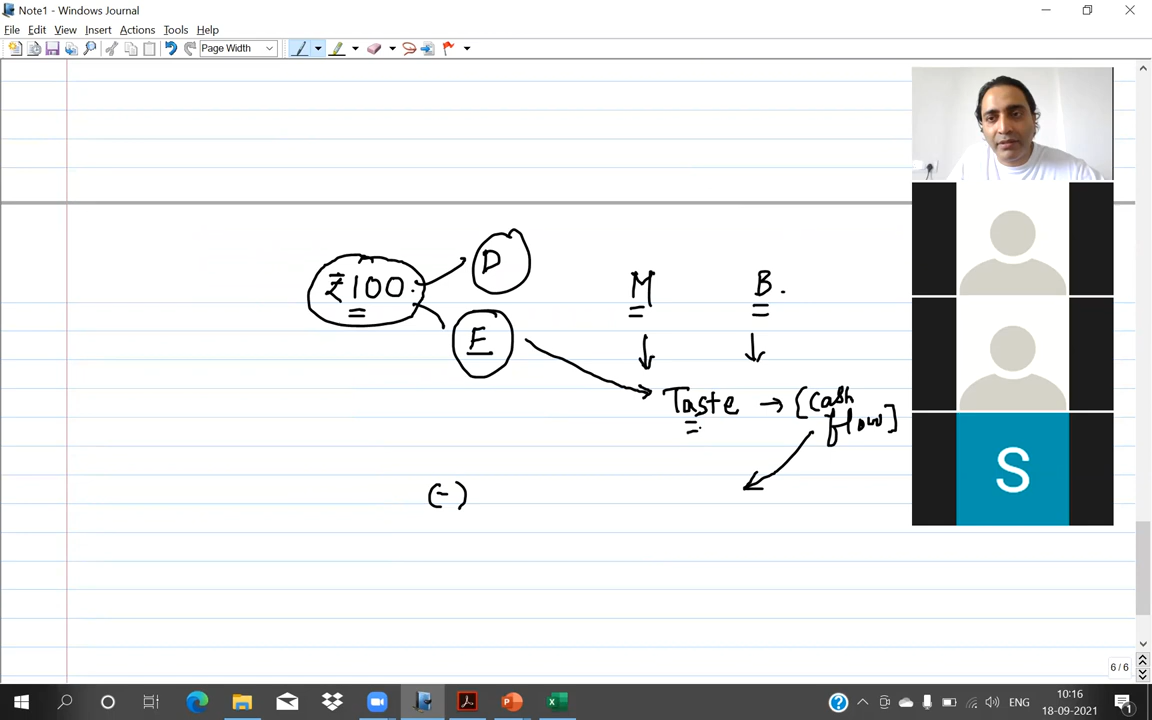 Note1 - Windows Journal
File Edit View Insert Actions Tools Help
Page Width
D
₹100.
M
B.
E
Taste → [Cash
flow]
(-)
S
6/6
ENG
10:16
18-09-2021
1